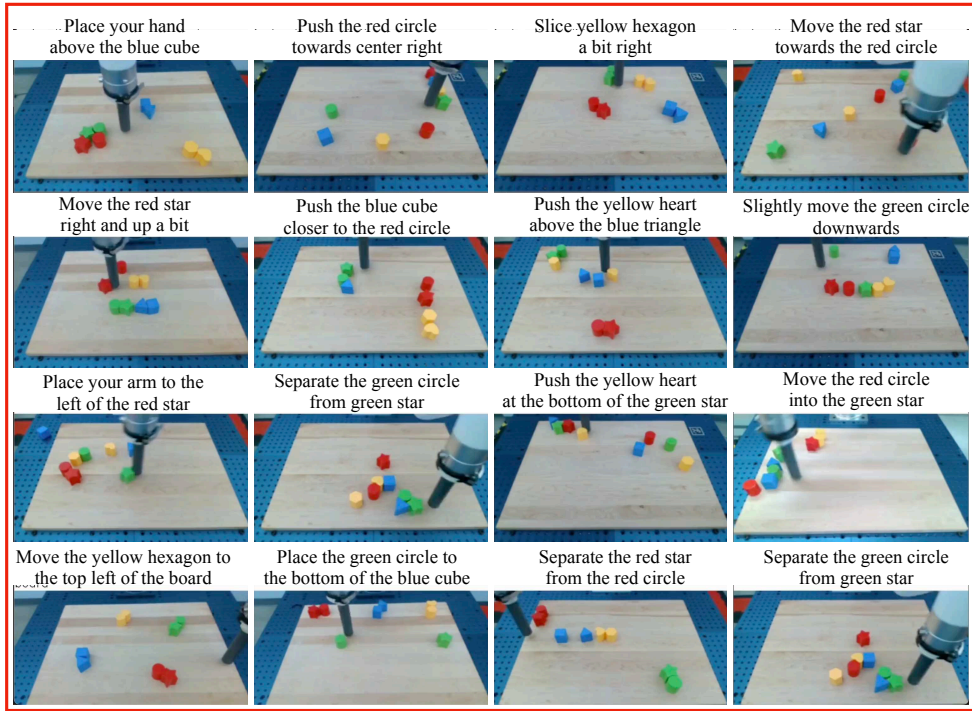 Place your hand
above the blue cube
Push the red circle
towards center right
Slice yellow hexagon
a bit right
Move the red star
towards the red circle
Move the red star
right and up a bit
Push the blue cube
closer to the red circle
Push the yellow heart
above the blue triangle
Slightly move the green circle
downwards
Place your arm to the
left of the red star
Separate the green circle
from green star
Push the yellow heart
at the bottom of the green star
Move the red circle
into the green star
Move the yellow hexagon to
the top left of the board
Place the green circle to
the bottom of the blue cube
Separate the red star
from the red circle
Separate the green circle
from green star